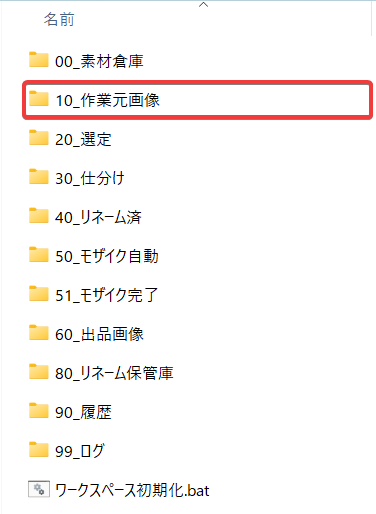 名前
00_素材倉庫
10_作業元画像
20_選定
30_仕分け
40_リネーム済
50_モザイク自動
51_モザイク完了
60_出品画像
80_リネーム保管庫
90_履歴
99_ログ
ワークスペース初期化.bat